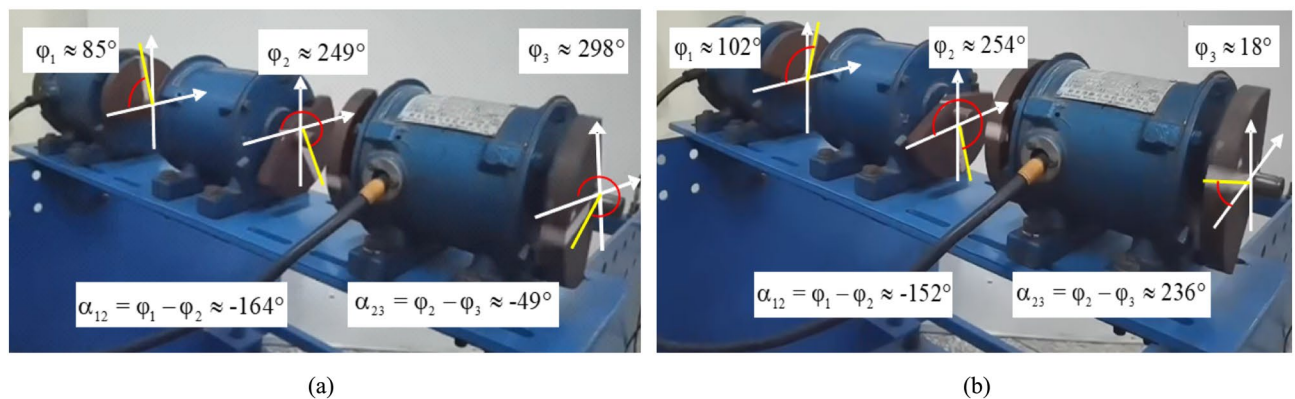 φ₁ ≈ 85°
φ₂ ≈ 249°
φ₃ ≈ 298°
α₁₂ = φ₁ − φ₂ ≈ -164°
α₂₃ = φ₂ − φ₃ ≈ -49°
(a)
φ₁ ≈ 102°
φ₂ ≈ 254°
φ₃ ≈ 18°
α₁₂ = φ₁ − φ₂ ≈ -152°
α₂₃ = φ₂ − φ₃ ≈ 236°
(b)